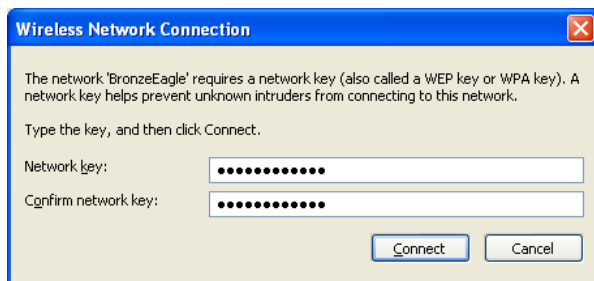 Wireless Network Connection
The network 'BronzeEagle' requires a network key (also called a WEP key or WPA key). A
network key helps prevent unknown intruders from connecting to this network.
Type the key, and then click Connect.
Network key: ●●●●●●●●●●●●
Confirm network key: ●●●●●●●●●●●●
Connect Cancel